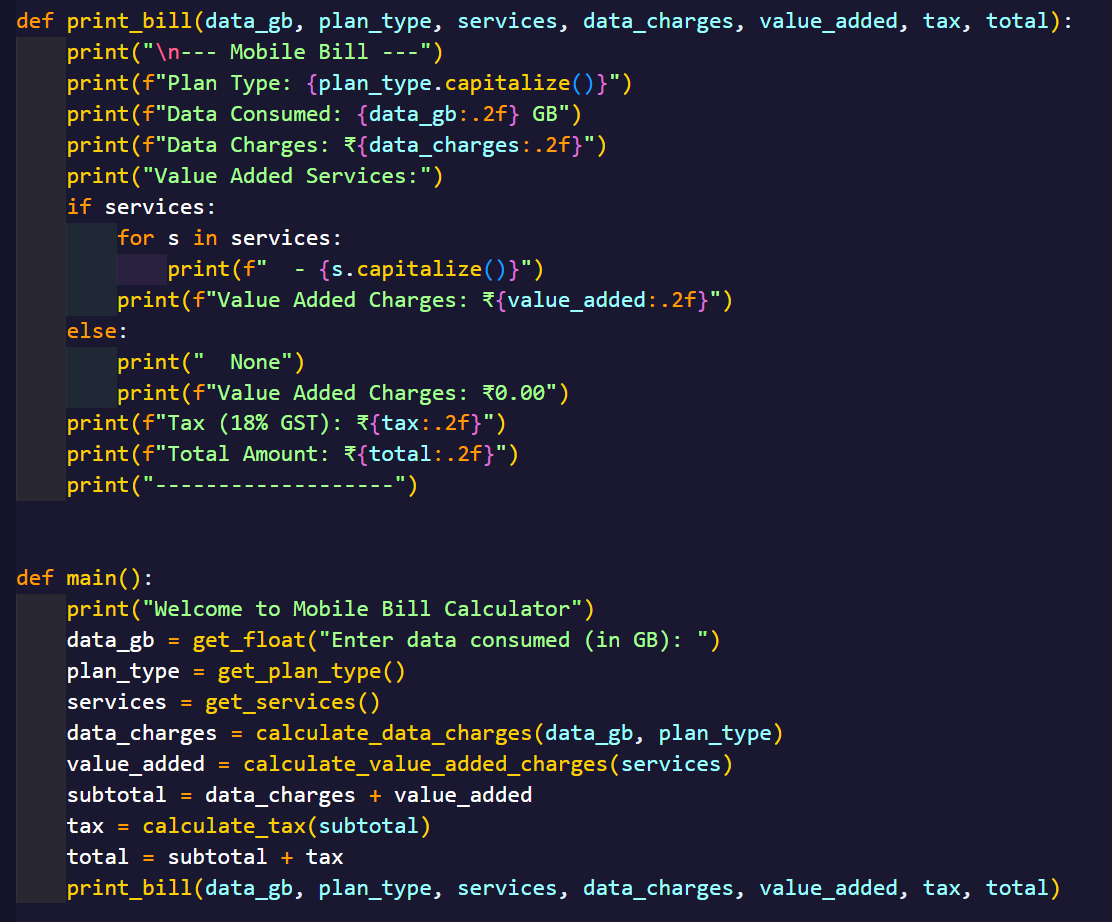 def print_bill(data_gb, plan_type, services, data_charges, value_added, tax, total):
    print("\n--- Mobile Bill ---")
    print(f"Plan Type: {plan_type.capitalize()}")
    print(f"Data Consumed: {data_gb:.2f} GB")
    print(f"Data Charges: ₹{data_charges:.2f}")
    print("Value Added Services:")
    if services:
        for s in services:
            print(f"  - {s.capitalize()}")
        print(f"Value Added Charges: ₹{value_added:.2f}")
    else:
        print("  None")
        print(f"Value Added Charges: ₹0.00")
    print(f"Tax (18% GST): ₹{tax:.2f}")
    print(f"Total Amount: ₹{total:.2f}")
    print("-------------------")


def main():
    print("Welcome to Mobile Bill Calculator")
    data_gb = get_float("Enter data consumed (in GB): ")
    plan_type = get_plan_type()
    services = get_services()
    data_charges = calculate_data_charges(data_gb, plan_type)
    value_added = calculate_value_added_charges(services)
    subtotal = data_charges + value_added
    tax = calculate_tax(subtotal)
    total = subtotal + tax
    print_bill(data_gb, plan_type, services, data_charges, value_added, tax, total)